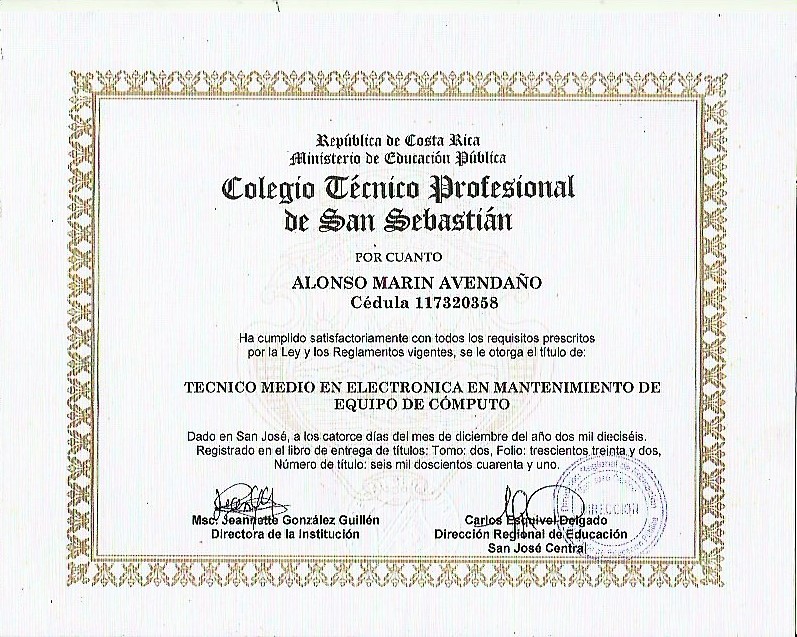 República de Costa Rica
Ministerio de Educación Pública
Colegio Técnico Profesional
de San Sebastián
POR CUANTO
ALONSO MARIN AVENDAÑO
Cédula 117320358
Ha cumplido satisfactoriamente con todos los requisitos prescritos
por la Ley y los Reglamentos vigentes, se le otorga el título de:
TECNICO MEDIO EN ELECTRONICA EN MANTENIMIENTO DE
EQUIPO DE CÓMPUTO
Dado en San José, a los catorce días del mes de diciembre del año dos mil dieciséis.
Registrado en el libro de entrega de títulos: Tomo: dos, Folio: trescientos treinta y dos,
Número de título: seis mil doscientos cuarenta y uno.
DIRECCION
Msc. Jeannette González Guillén
Directora de la Institución
Carlos Esquivel Delgado
Dirección Regional de Educación
San José Central